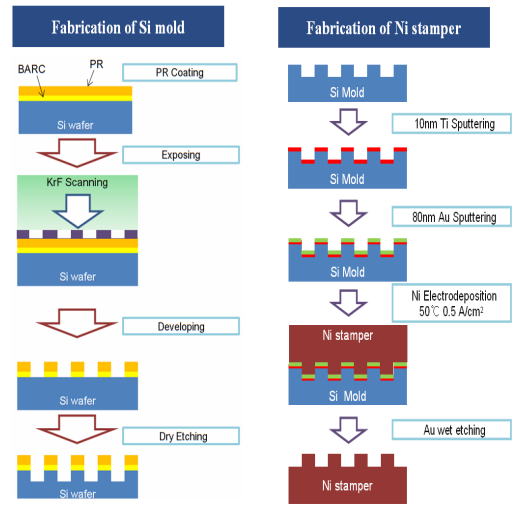 Fabrication of Si mold
BARC
PR
PR Coating
Si wafer
Exposing
KrF Scanning
Si wafer
Developing
Si wafer
Dry Etching
Si wafer
Fabrication of Ni stamper
Si Mold
10nm Ti Sputtering
Si Mold
80nm Au Sputtering
Si Mold
Ni Electrodeposition
50℃ 0.5 A/cm²
Ni stamper
Si Mold
Au wet etching
Ni stamper